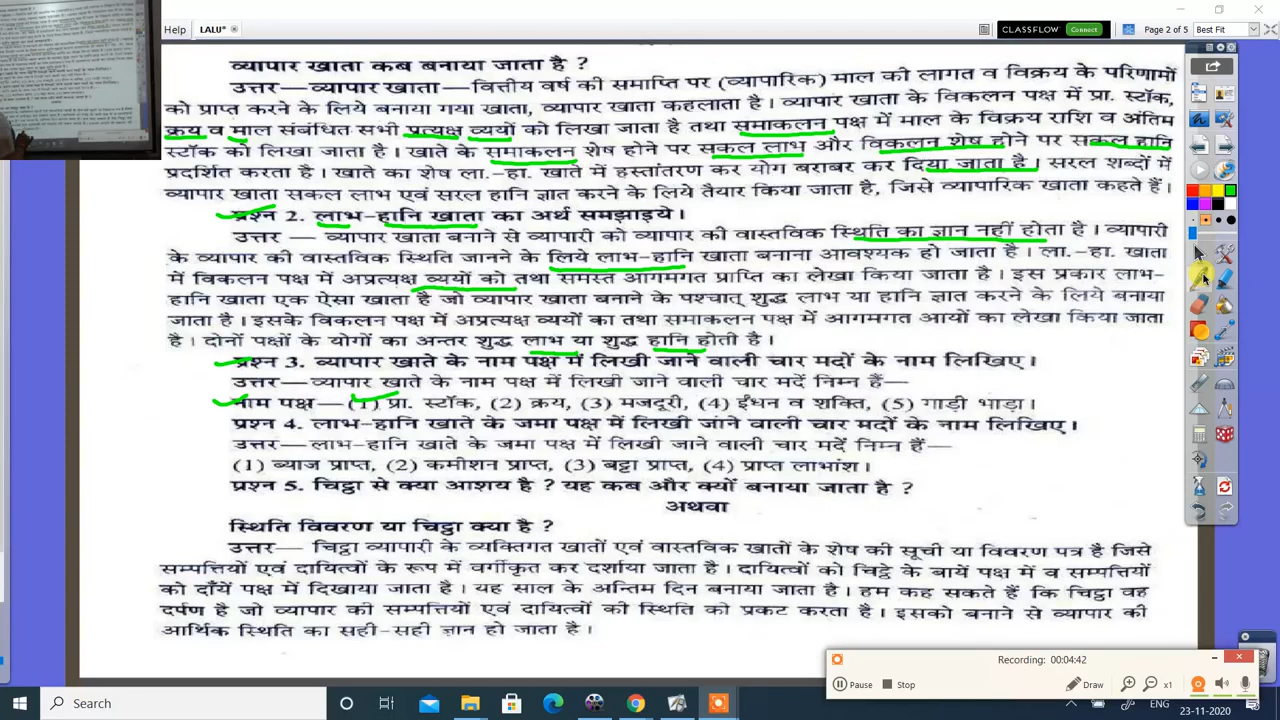 Help LALU* CLASSFLOW Connect Page 2 of 5 Best Fit
उत्तर – व्यापार खाता – वित्तीय वर्ष की समाप्ति पर व्यापारी माल के क्रय व विक्रय के परिणामों
को जानने के लिये जो खाता बनाता है, वह व्यापार खाता कहलाता है। व्यापार खाते के विकलन पक्ष में प्रा. स्टॉक,
क्रय व माल संबंधित सभी प्रत्यक्ष व्ययों को लिखा जाता है तथा पक्ष में माल के विक्रय राशि व अंतिम
स्टॉक को लिखा जाता है। खाते के समाकलन शेष होने पर सकल लाभ और विकलन शेष होने पर सकल हानि
प्रदर्शित करता है। खाते का शेष ला.–हा. खाते में हस्तांतरण कर योग बराबर कर दिया जाता है। सरल शब्दों में
व्यापार खाता सकल लाभ एवं सरल हानि ज्ञात करने के लिये तैयार किया जाता है, जिसे व्यापारिक खाता कहते हैं।
प्रश्न 2. लाभ–हानि खाता का अर्थ समझाइये।
उत्तर – व्यापार खाता बनाने से व्यापारी को व्यापार की वास्तविक स्थिति का ज्ञान नहीं होता है। व्यापारी
के व्यापार की वास्तविक स्थिति जानने के लिये लाभ–हानि खाता बनाना आवश्यक हो जाता है। ला.–हा. खाता
में विकलन पक्ष में अप्रत्यक्ष व्ययों को तथा समस्त आगमगत प्राप्ति का लेखा किया जाता है। इस प्रकार लाभ–
हानि खाता एक ऐसा खाता है जो व्यापार खाता बनाने के पश्चात् शुद्ध लाभ या हानि ज्ञात करने के लिये बनाया
जाता है। इसके विकलन पक्ष में अप्रत्यक्ष व्ययों का तथा समाकलन पक्ष में आगमगत आयों का लेखा किया जाता
है। दोनों पक्षों के योगों का अन्तर शुद्ध लाभ या शुद्ध हानि होती है।
प्रश्न 3. व्यापार खाते के नाम पक्ष में लिखी जाने वाली चार मदों के नाम लिखिए।
उत्तर–व्यापार खाते के नाम पक्ष में लिखी जाने वाली चार मदें निम्न हैं—
नाम पक्ष– (1) प्रा. स्टॉक, (2) क्रय, (3) मजदूरी, (4) ईंधन व शक्ति, (5) गाड़ी भाड़ा।
प्रश्न 4. लाभ–हानि खाते के जमा पक्ष में लिखी जांने वाली चार मदों के नाम लिखिए।
उत्तर–लाभ–हानि खाते के जमा पक्ष में लिखी जाने वाली चार मदें निम्न हैं—
(1) ब्याज प्राप्त, (2) कमीशन प्राप्त, (3) बट्टा प्राप्त, (4) प्राप्त लाभांश।
प्रश्न 5. चिट्ठा से क्या आशय है ? यह कब और क्यों बनाया जाता है ?
अथवा
स्थिति विवरण या चिट्ठा क्या है ?
उत्तर– चिट्ठा व्यापारी के व्यक्तिगत खातों एवं वास्तविक खातों के शेष की सूची या विवरण पत्र है जिसे
सम्पत्तियों एवं दायित्वों के रूप में वर्गीकृत कर दर्शाया जाता है। दायित्वों को चिट्ठे के बायें पक्ष में व सम्पत्तियों
को दाँयें पक्ष में दिखाया जाता है। यह साल के अन्तिम दिन बनाया जाता है। हम कह सकते हैं कि चिट्ठा वह
दर्पण है जो व्यापार की सम्पत्तियों एवं दायित्वों की स्थिति को प्रकट करता है। इसको बनाने से व्यापार की
आर्थिक स्थिति का सही–सही ज्ञान हो जाता है।
Recording: 00:04:42
Pause Stop Draw x1
Search
23-11-2020